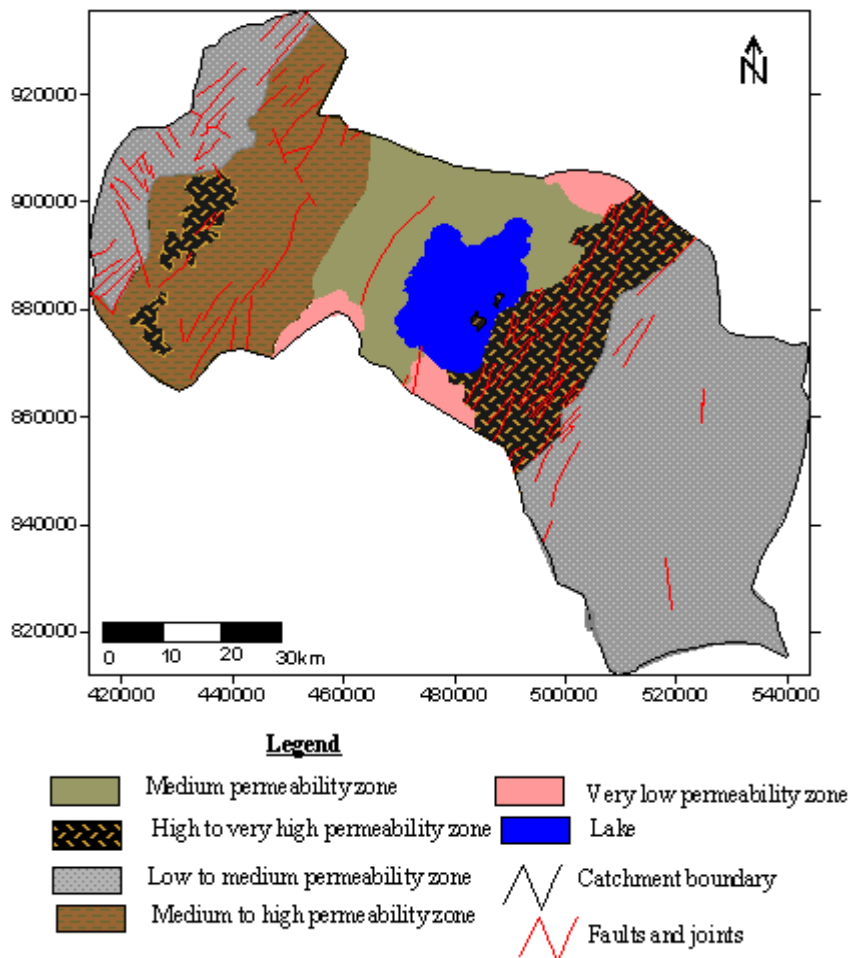 N
920000
900000
880000
860000
840000
820000
0 10 20 30km
420000 440000 460000 480000 500000 520000 540000
Legend
Medium permeability zone
Very low permeability zone
High to very high permeability zone
Lake
Low to medium permeability zone
Catchment boundary
Medium to high permeability zone
Faults and joints